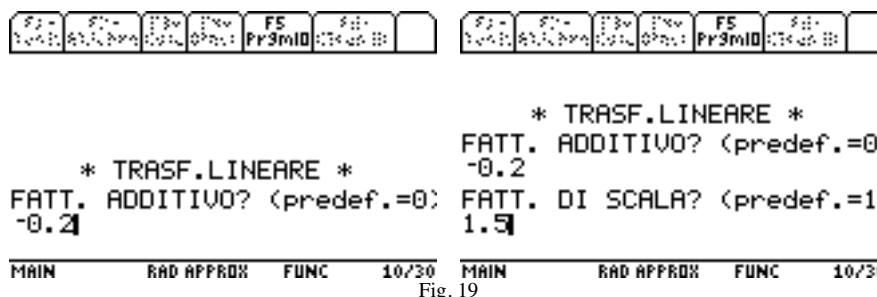 F5
Pr9mIO
* TRASF.LINEARE *
FATT. ADDITIVO? (predef.=0)
-0.2
MAIN RAD APPROX FUNC 10/30
F5
Pr9mIO
* TRASF.LINEARE *
FATT. ADDITIVO? (predef.=0
-0.2
FATT. DI SCALA? (predef.=1
1.5
MAIN RAD APPROX FUNC 10/3
Fig. 19